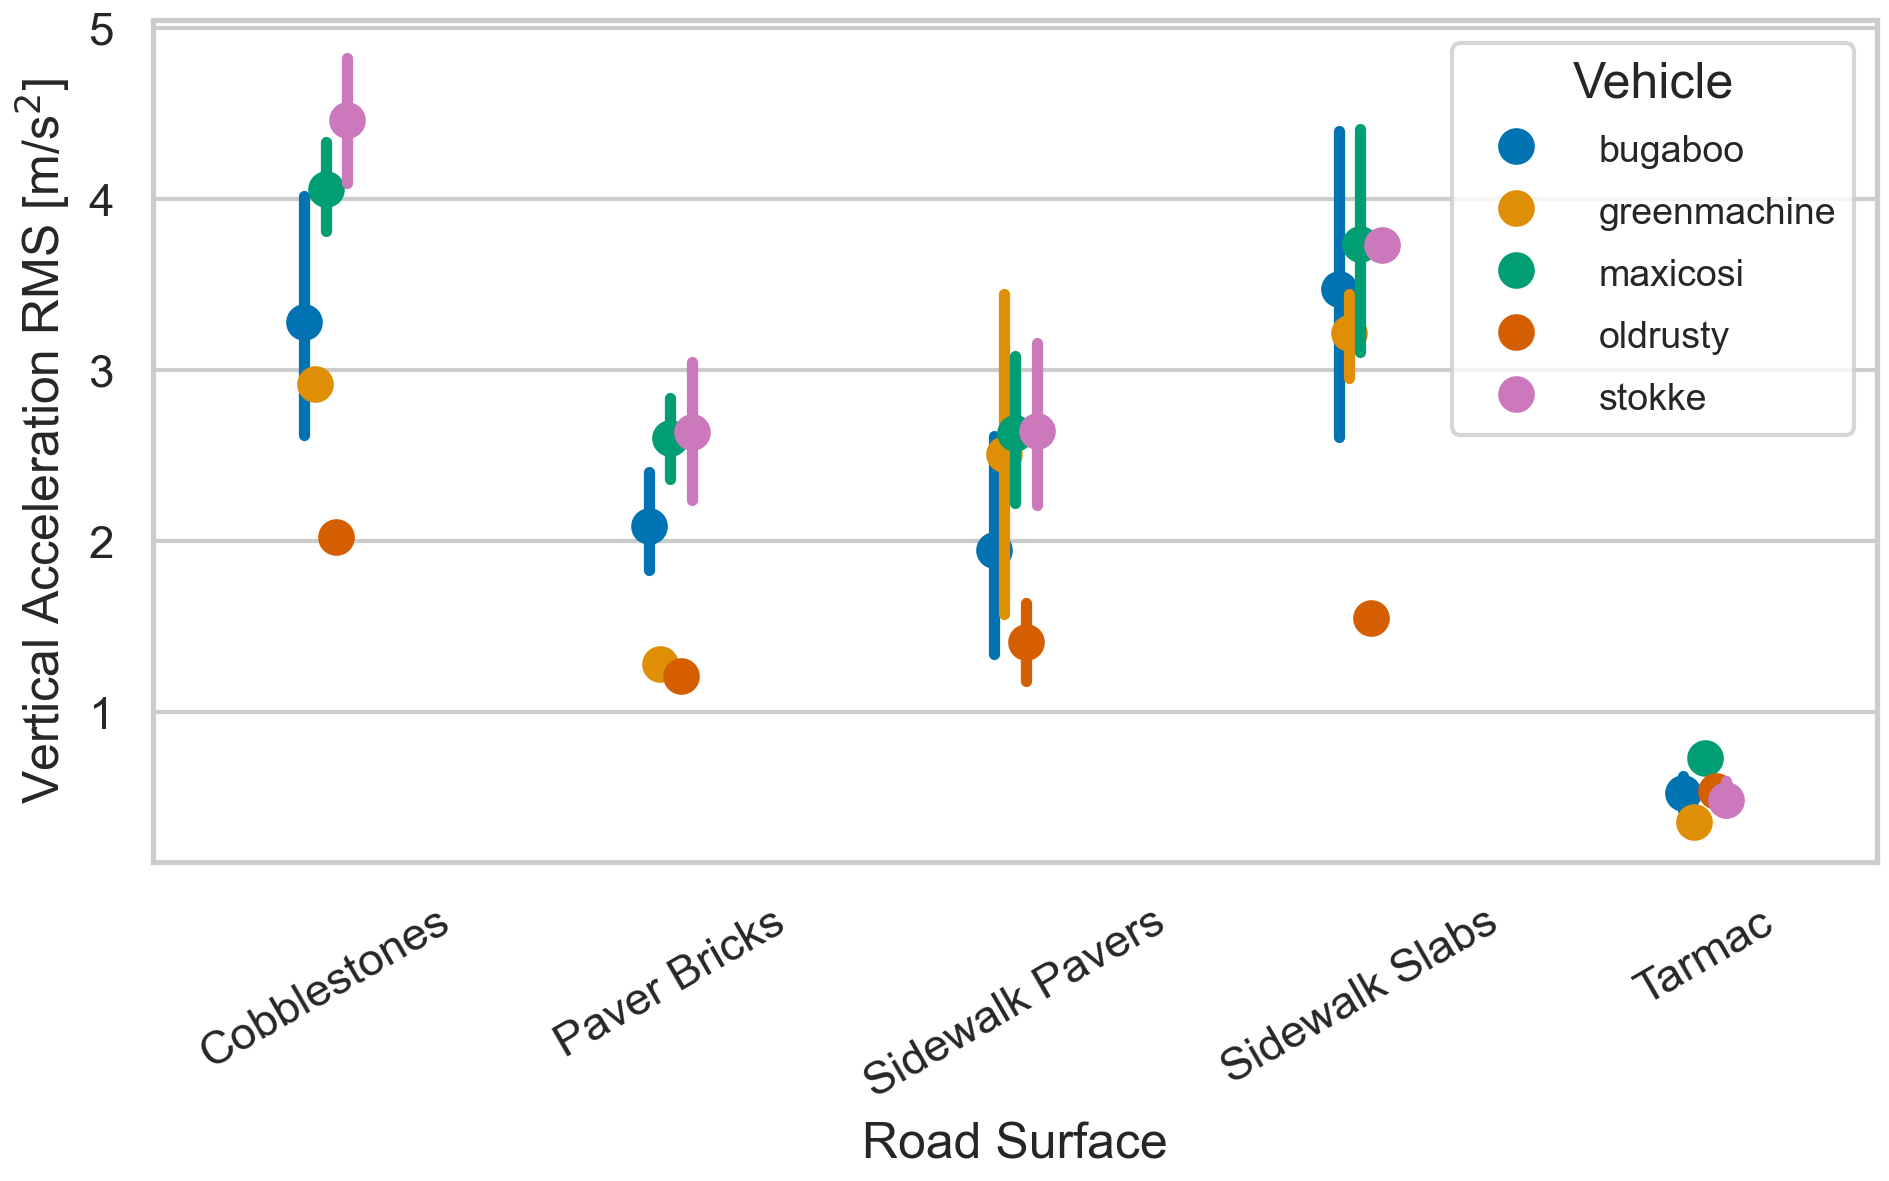 Vertical Acceleration RMS [m/s²]
5
4
3
2
1
Vehicle
bugaboo
greenmachine
maxicosi
oldrusty
stokke
Cobblestones
Paver Bricks
Sidewalk Pavers
Sidewalk Slabs
Tarmac
Road Surface